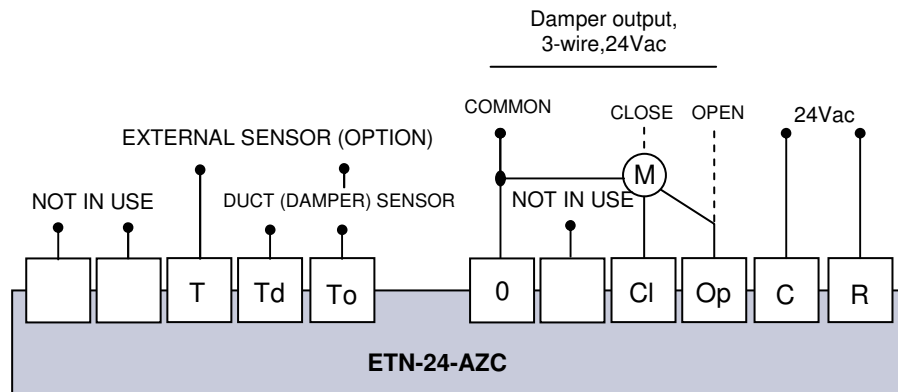 Damper output,
3-wire,24Vac
COMMON
CLOSE
OPEN
24Vac
EXTERNAL SENSOR (OPTION)
M
NOT IN USE
DUCT (DAMPER) SENSOR
NOT IN USE
T
Td
To
0
Cl
Op
C
R
ETN-24-AZC